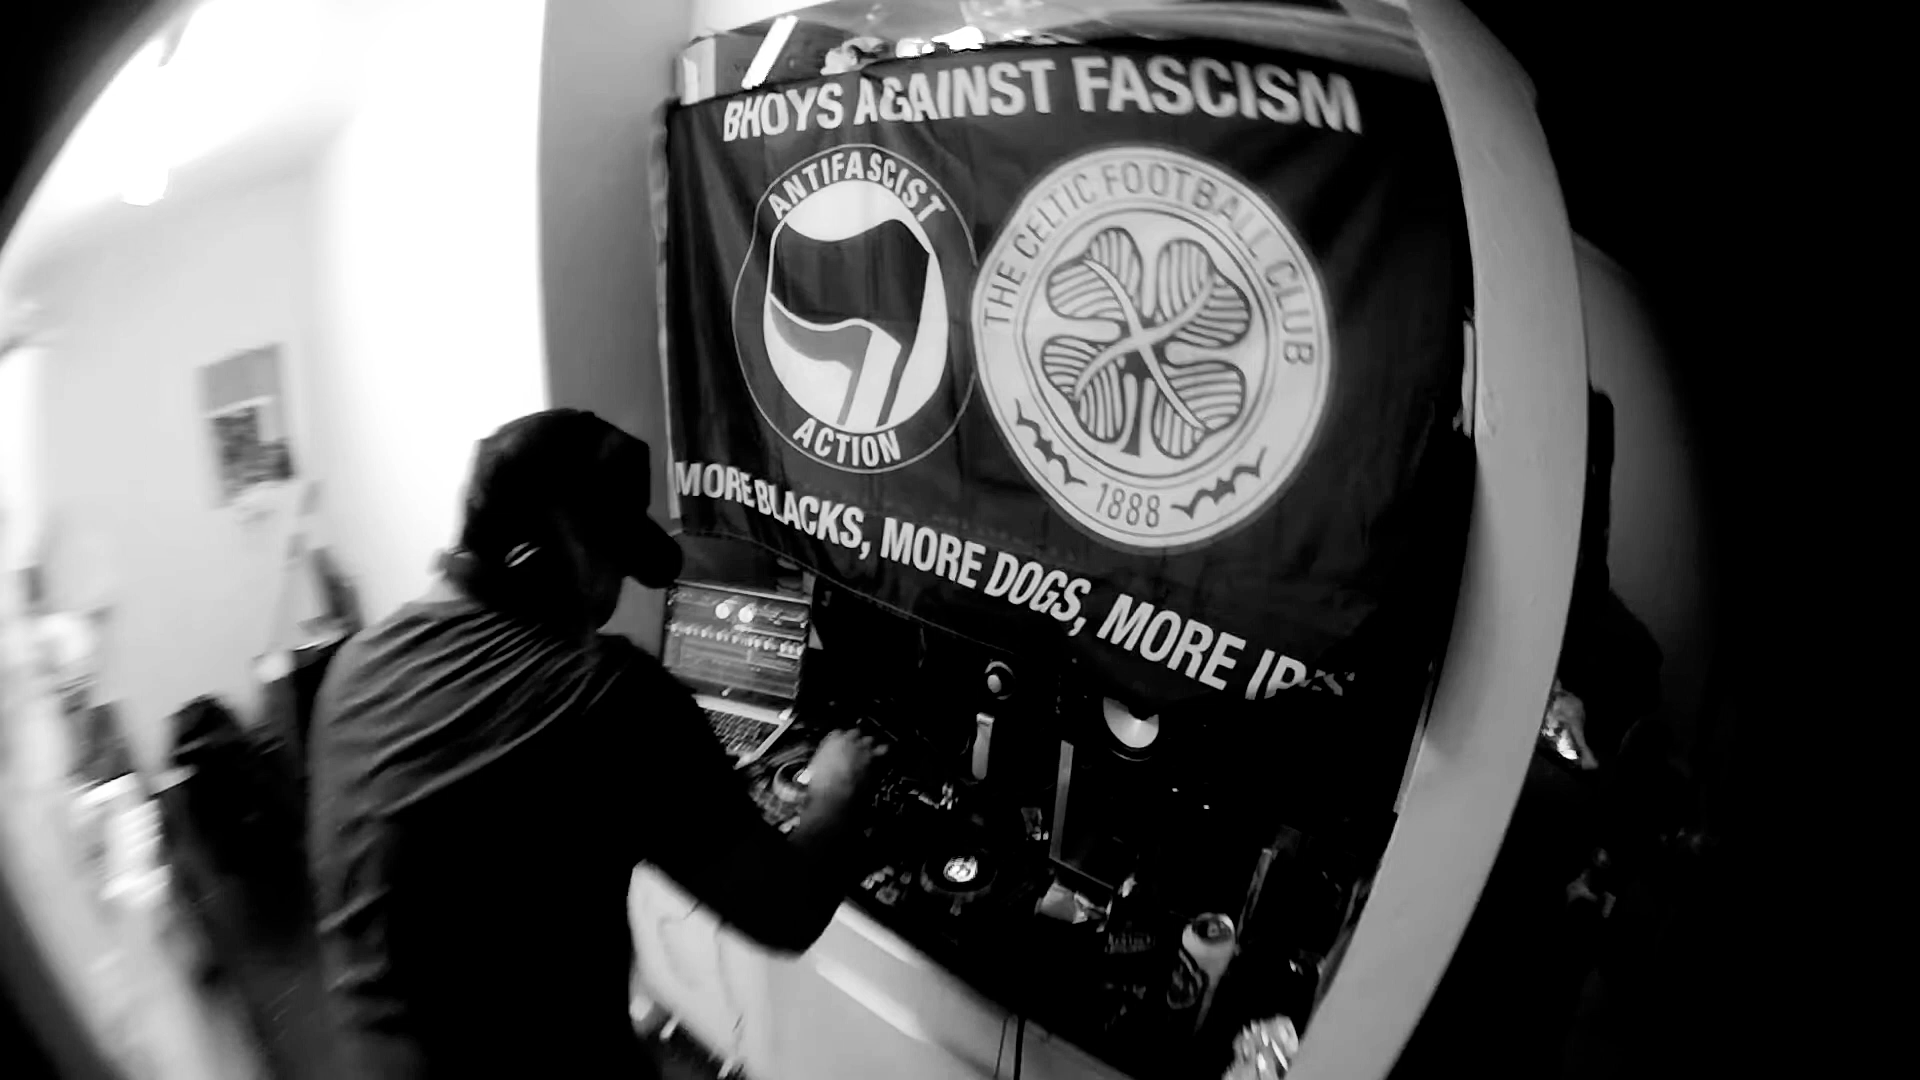 BHOYS AGAINST FASCISM
ANTIFASCIST
ACTION
THE CELTIC FOOTBALL CLUB
1888
MORE BLACKS, MORE DOGS, MORE